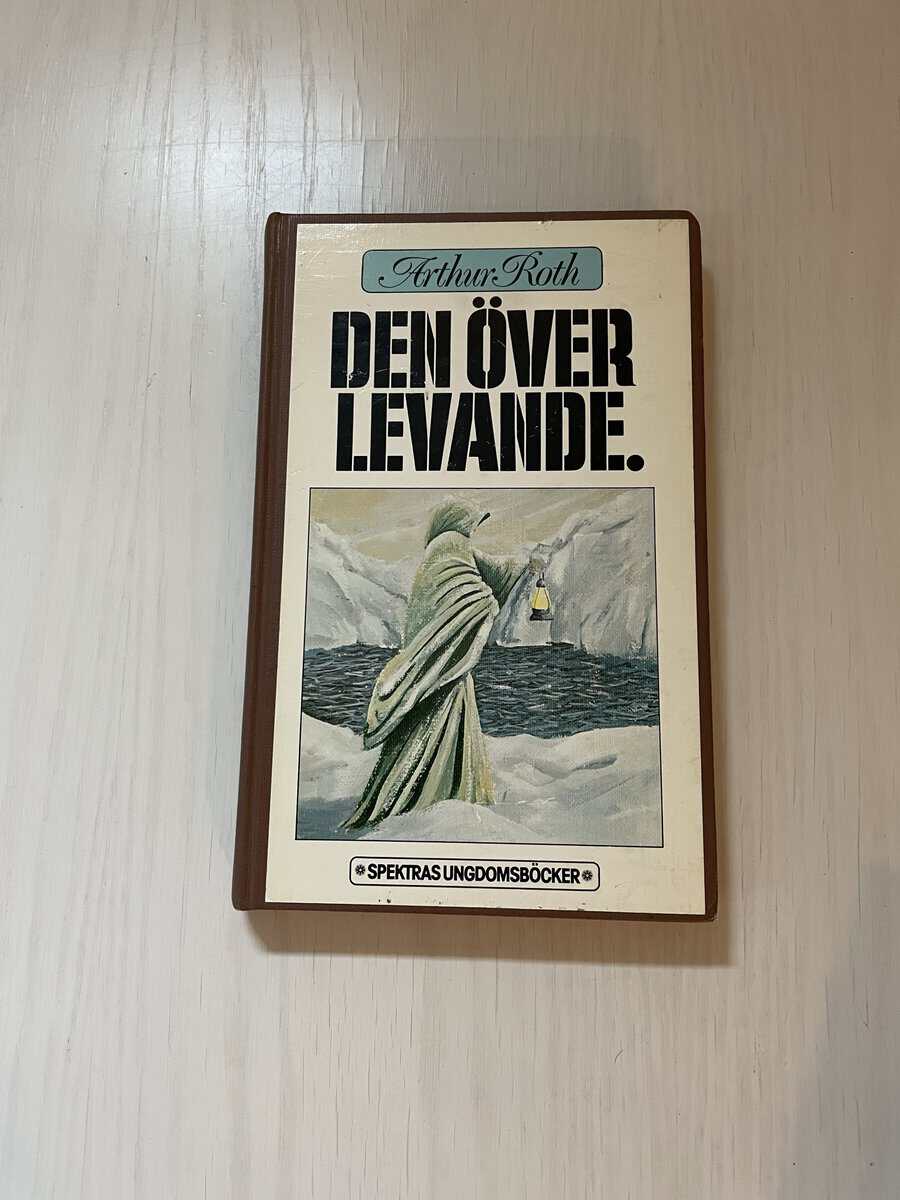 Arthur Roth
DEN ÖVER
LEVANDE.
SPEKTRAS UNGDOMSBÖCKER